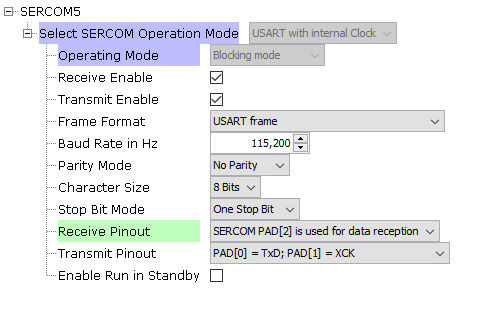 SERCOM5
Select SERCOM Operation Mode USART with internal Clock
Operating Mode Blocking mode
Receive Enable
Transmit Enable
Frame Format USART frame
Baud Rate in Hz 115,200
Parity Mode No Parity
Character Size 8 Bits
Stop Bit Mode One Stop Bit
Receive Pinout SERCOM PAD[2] is used for data reception
Transmit Pinout PAD[0] = TxD; PAD[1] = XCK
Enable Run in Standby